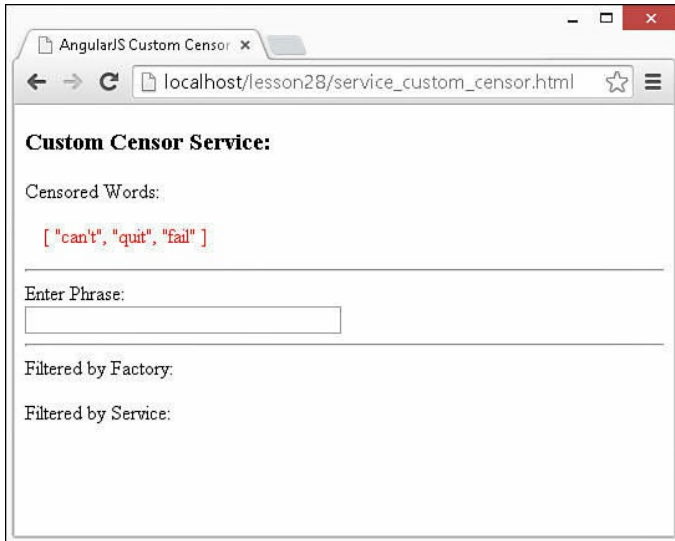 AngularJS Custom Censor
localhost/lesson28/service_custom_censor.html
Custom Censor Service:
Censored Words:
[ "can't", "quit", "fail" ]
Enter Phrase:
Filtered by Factory:
Filtered by Service: